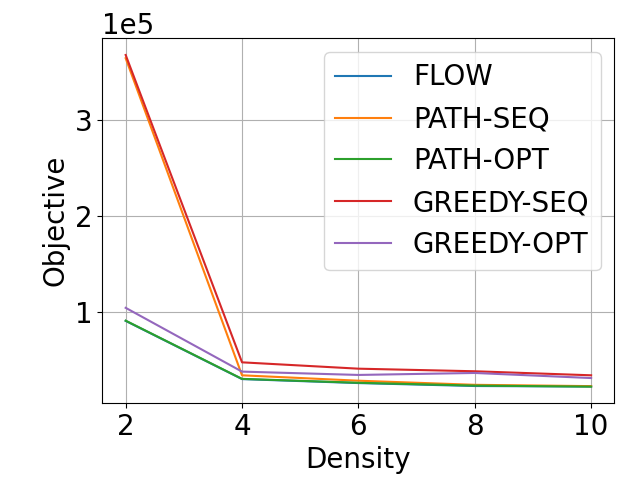 1e5
FLOW
PATH-SEQ
PATH-OPT
GREEDY-SEQ
GREEDY-OPT
3
2
1
Objective
2 4 6 8 10
Density